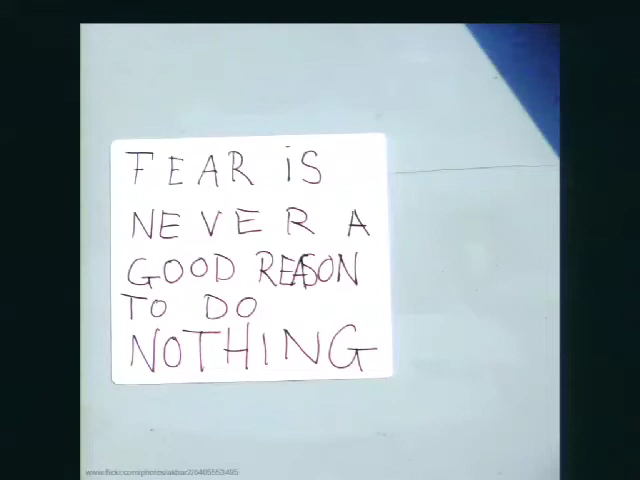 FEAR iS
NEVER A
GOOD REASON
TO DO
NOTHING